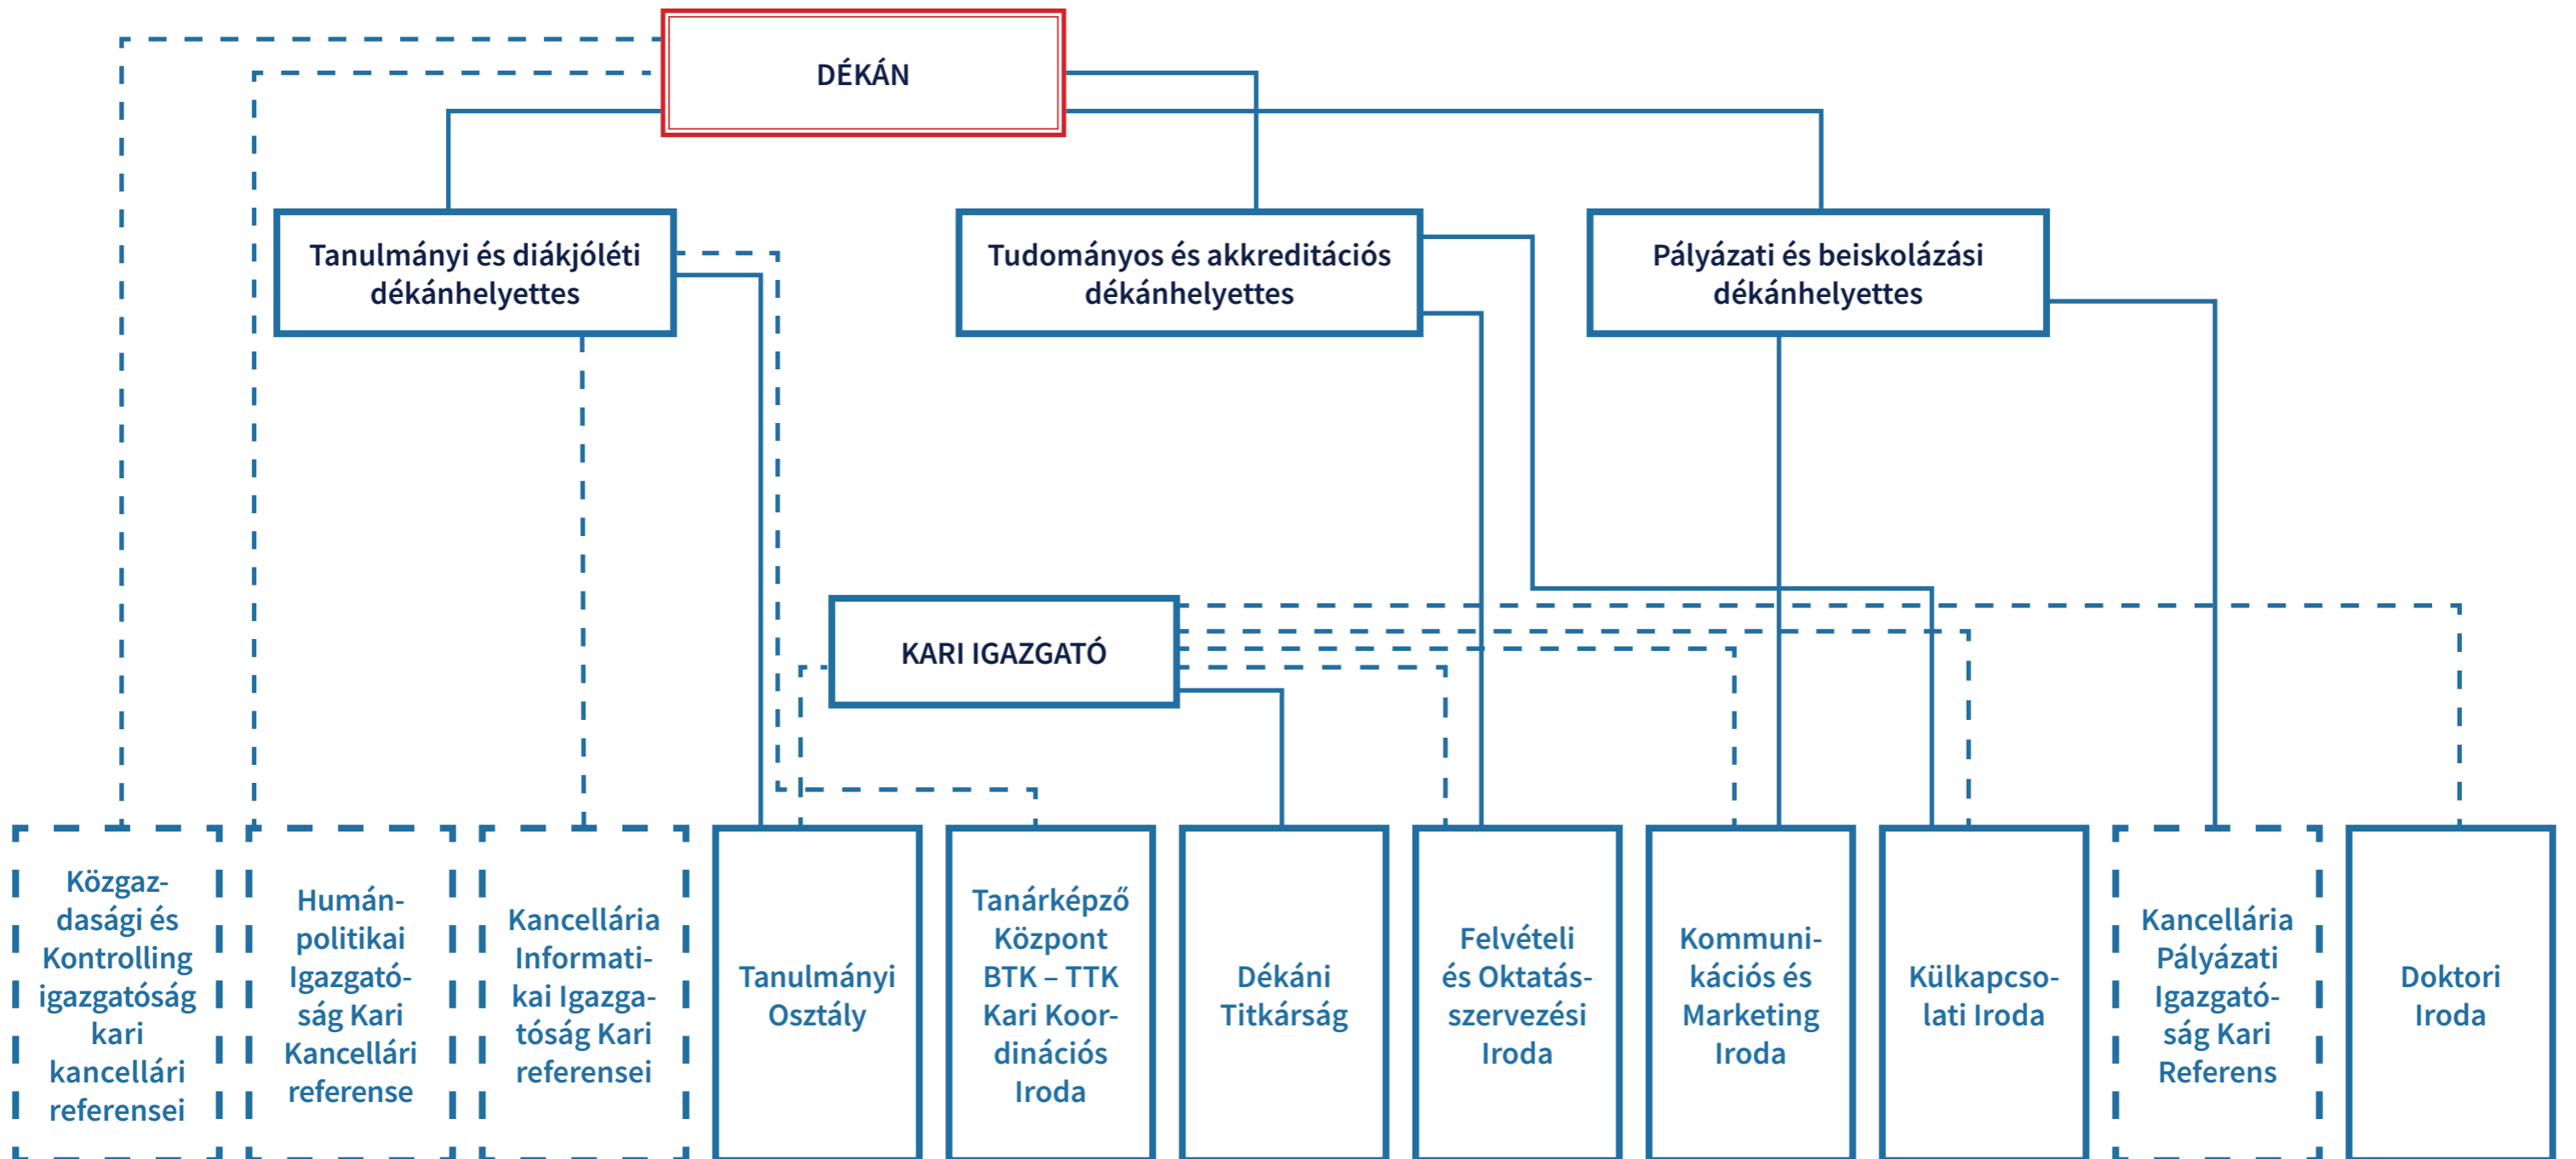 DÉKÁN
Tanulmányi és diákjóléti
dékánhelyettes
Tudományos és akkreditációs
dékánhelyettes
Pályázati és beiskolázási
dékánhelyettes
KARI IGAZGATÓ
Közgaz-
dasági és
Kontrolling
igazgatóság
kari
kancellári
referensei
Humán-
politikai
Igazgató-
ság Kari
Kancellári
referense
Kancellária
Informati-
kai Igazga-
tóság Kari
referensei
Tanulmányi
Osztály
Tanárképző
Központ
BTK – TTK
Kari Koor-
dinációs
Iroda
Dékáni
Titkárság
Felvételi
és Oktatás-
szervezési
Iroda
Kommuni-
kációs és
Marketing
Iroda
Külkapcso-
lati Iroda
Kancellária
Pályázati
Igazgató-
ság Kari
Referens
Doktori
Iroda